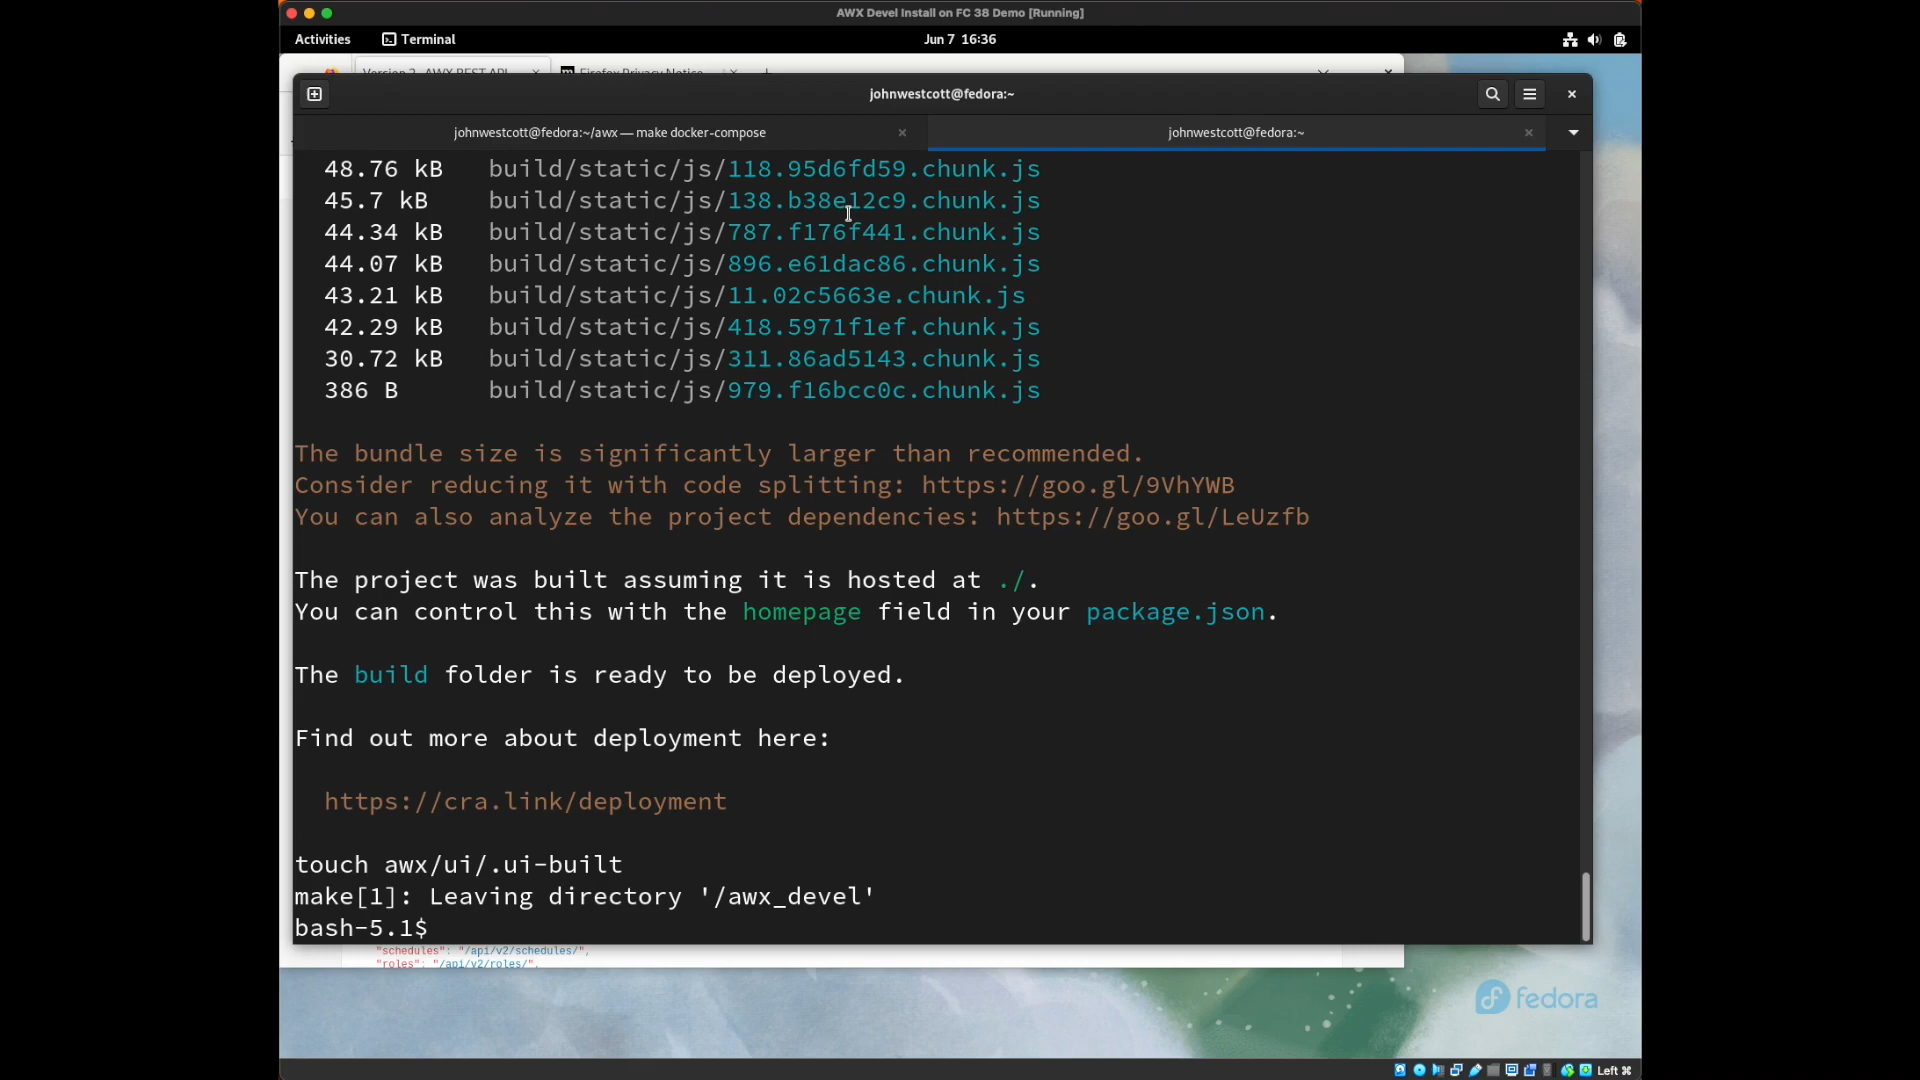 AWX Devel Install on FC 38 Demo [Running]
Activities Terminal Jun 7 16:36
Version 2 · AWX REST API Firefox Privacy Notice
johnwestcott@fedora:~
johnwestcott@fedora:~/awx — make docker-compose johnwestcott@fedora:~
48.76 kB build/static/js/118.95d6fd59.chunk.js
45.7 kB build/static/js/138.b38e12c9.chunk.js
44.34 kB build/static/js/787.f176f441.chunk.js
44.07 kB build/static/js/896.e61dac86.chunk.js
43.21 kB build/static/js/11.02c5663e.chunk.js
42.29 kB build/static/js/418.5971f1ef.chunk.js
30.72 kB build/static/js/311.86ad5143.chunk.js
386 B build/static/js/979.f16bcc0c.chunk.js
The bundle size is significantly larger than recommended.
Consider reducing it with code splitting: https://goo.gl/9VhYWB
You can also analyze the project dependencies: https://goo.gl/LeUzfb
The project was built assuming it is hosted at ./.
You can control this with the homepage field in your package.json.
The build folder is ready to be deployed.
Find out more about deployment here:
https://cra.link/deployment
touch awx/ui/.ui-built
make[1]: Leaving directory '/awx_devel'
bash-5.1$
"schedules": "/api/v2/schedules/",
"roles": "/api/v2/roles/",
fedora
Left ⌘